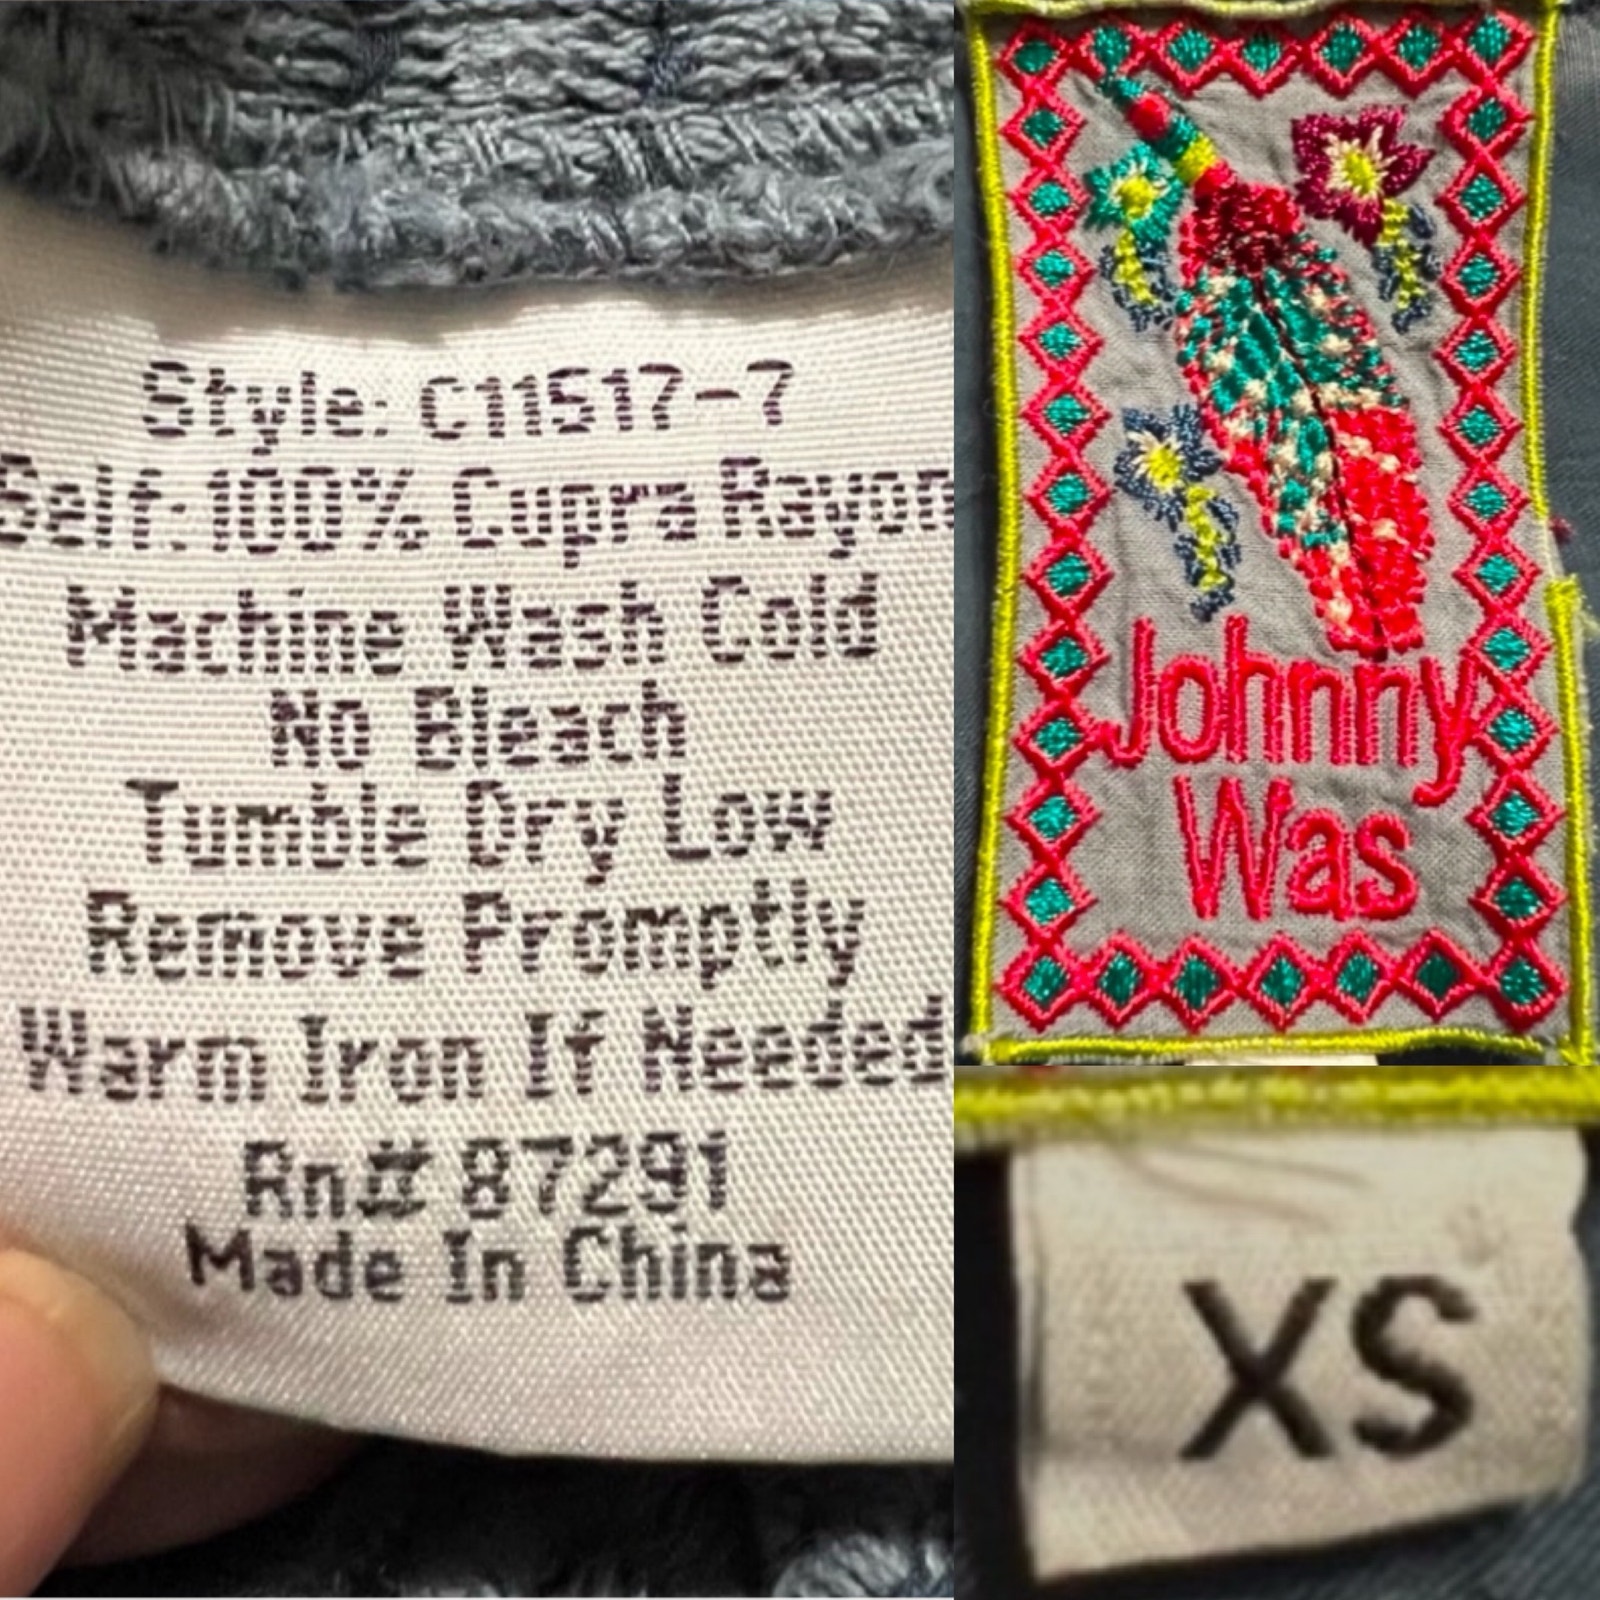 Style: C11517-7
Self: 100% Cupra Rayon
Machine Wash Cold
No Bleach
Tumble Dry Low
Remove Promptly
Warm Iron If Needed
Rn# 87291
Made In China
Johnny
Was
XS